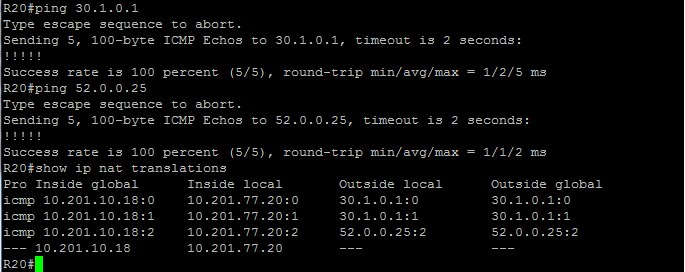 R20#ping 30.1.0.1
Type escape sequence to abort.
Sending 5, 100-byte ICMP Echos to 30.1.0.1, timeout is 2 seconds:
!!!!!
Success rate is 100 percent (5/5), round-trip min/avg/max = 1/2/5 ms
R20#ping 52.0.0.25
Type escape sequence to abort.
Sending 5, 100-byte ICMP Echos to 52.0.0.25, timeout is 2 seconds:
!!!!!
Success rate is 100 percent (5/5), round-trip min/avg/max = 1/1/2 ms
R20#show ip nat translations
Pro Inside global      Inside local       Outside local      Outside global
icmp 10.201.10.18:0    10.201.77.20:0     30.1.0.1:0         30.1.0.1:0
icmp 10.201.10.18:1    10.201.77.20:1     30.1.0.1:1         30.1.0.1:1
icmp 10.201.10.18:2    10.201.77.20:2     52.0.0.25:2        52.0.0.25:2
--- 10.201.10.18       10.201.77.20       ---                ---
R20#